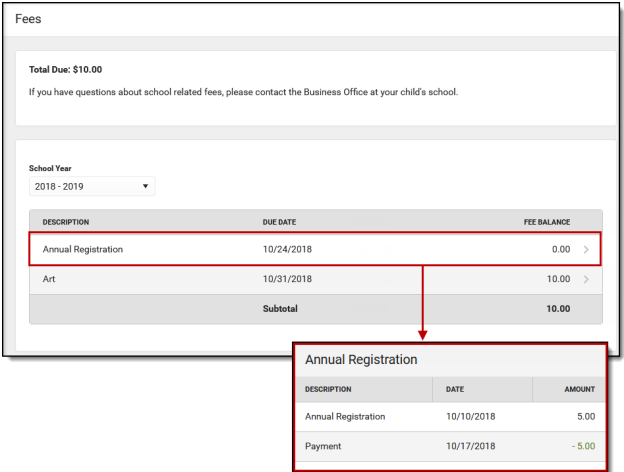 Fees
Total Due: $10.00
If you have questions about school related fees, please contact the Business Office at your child's school.
School Year
2018 - 2019
DESCRIPTION DUE DATE FEE BALANCE
Annual Registration 10/24/2018 0.00
Art 10/31/2018 10.00
Subtotal 10.00
Annual Registration
DESCRIPTION DATE AMOUNT
Annual Registration 10/10/2018 5.00
Payment 10/17/2018 - 5.00